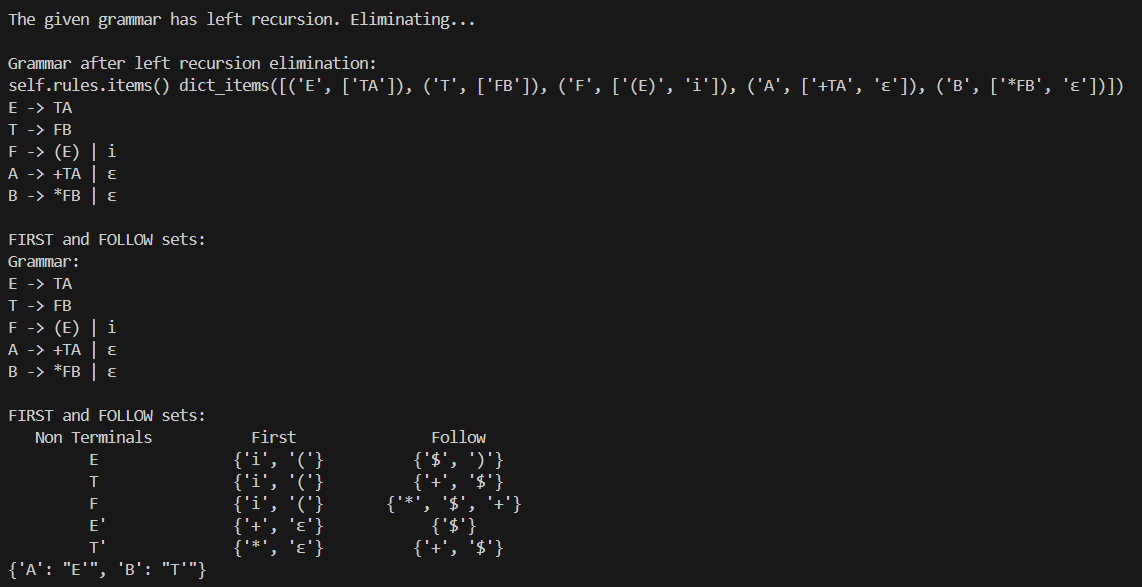 The given grammar has left recursion. Eliminating...
Grammar after left recursion elimination:
self.rules.items() dict_items([('E', ['TA']), ('T', ['FB']), ('F', ['(E)', 'i']), ('A', ['+TA', 'ε']), ('B', ['*FB', 'ε'])])
E -> TA
T -> FB
F -> (E) | i
A -> +TA | ε
B -> *FB | ε
FIRST and FOLLOW sets:
Grammar:
E -> TA
T -> FB
F -> (E) | i
A -> +TA | ε
B -> *FB | ε
FIRST and FOLLOW sets:
Non Terminals First Follow
E {'i', '('} {'$', ')'}
T {'i', '('} {'+', '$'}
F {'i', '('} {'*', '$', '+'}
E' {'+', 'ε'} {'$'}
T' {'*', 'ε'} {'+', '$'}
{'A': "E'", 'B': "T'"}